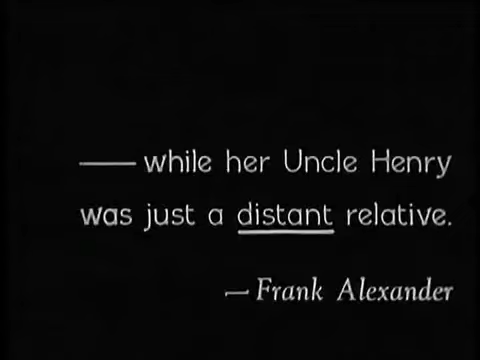 —— while her Uncle Henry
was just a distant relative.
— Frank Alexander